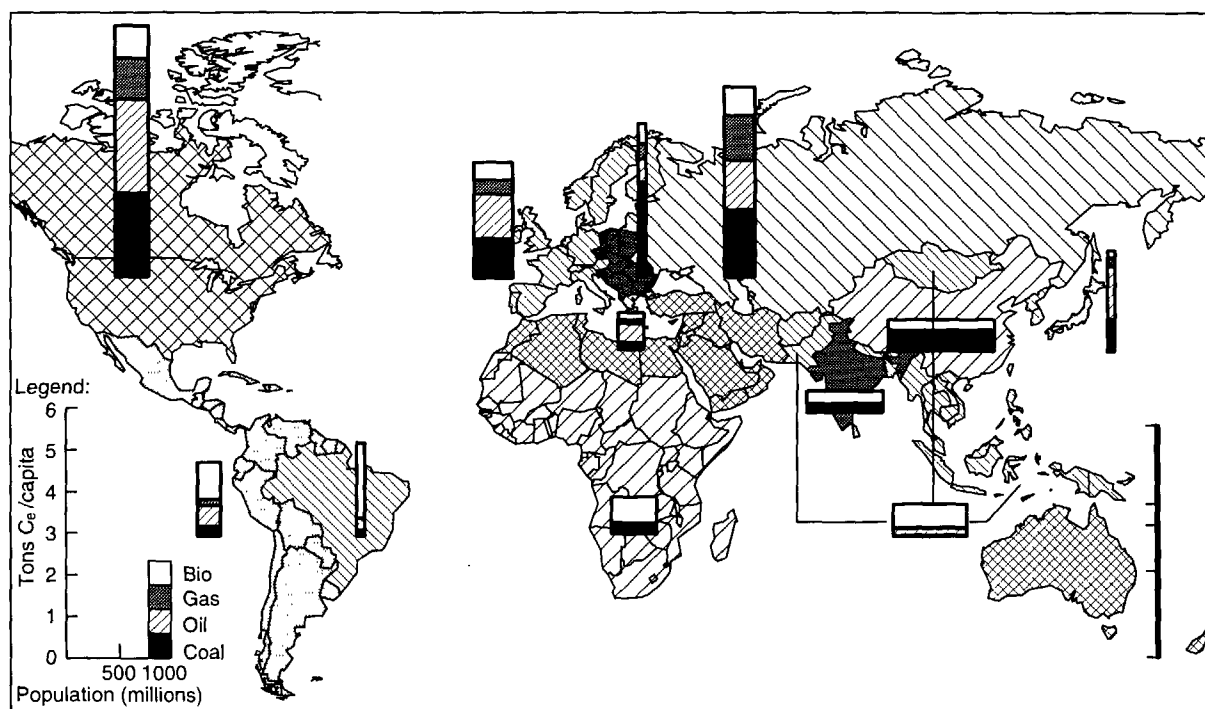 Legend:
Tons Ce/capita
6
5
4
3
2
1
0
Bio
Gas
Oil
Coal
500 1000
Population (millions)